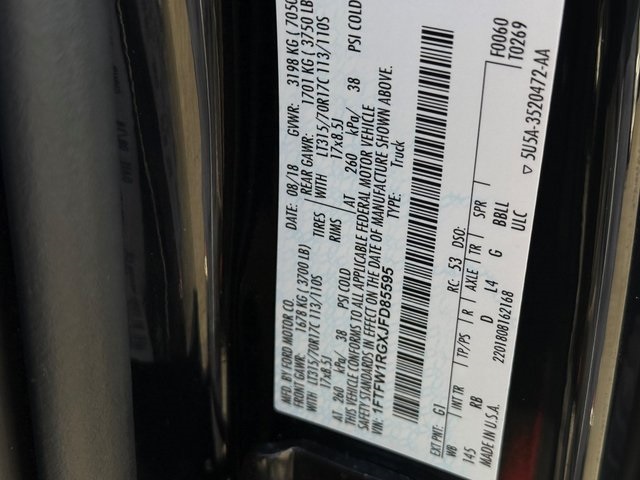 MFD. BY FORD MOTOR CO. DATE: 08/18 GVWR: 3198 KG (7050
FRONT GAWR: 1678 KG (3700 LB) REAR GAWR: 1701 KG (3750 LB
LT315/70R17C 113/110S TIRES WITH LT315/70R17C 113/110S
17x8.5J RIMS 17x8.5J
AT 260 kPa/ 38 PSI COLD AT 260 kPa/ 38 PSI COLD
THIS VEHICLE CONFORMS TO ALL APPLICABLE FEDERAL MOTOR VEHICLE
SAFETY STANDARDS IN EFFECT ON THE DATE OF MANUFACTURE SHOWN ABOVE.
VIN: 1FTFW1RGXJFD85595 TYPE: Truck
F0060
T0269
EXT PNT: G1 RC: 53 DSO:
WB INT TR TP/PS R AXLE TR SPR
145 RB D L4 G BBLL
MADE IN U.S.A. 2201808162168 ULC
▽ 5U5A-3520472-AA